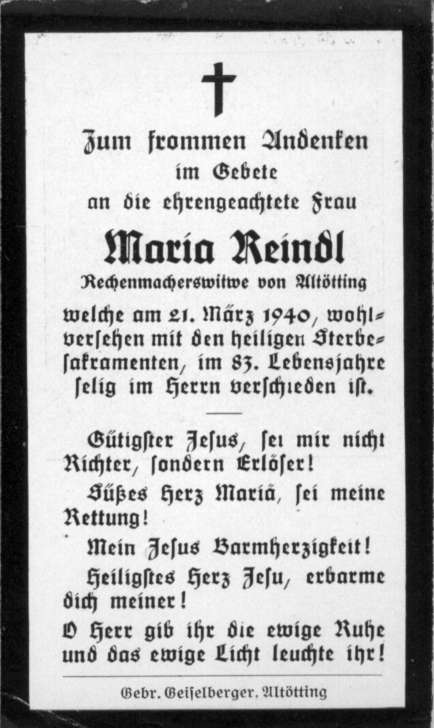 Zum frommen Andenken
im Gebete
an die ehrengeachtete Frau
Maria Reindl
Rechenmacherswitwe von Altötting
welche am 21. März 1940, wohl=
versehen mit den heiligen Sterbe=
sakramenten, im 83. Lebensjahre
selig im Herrn verschieden ist.
Gütigster Jesus, sei mir nicht
Richter, sondern Erlöser!
Süßes Herz Mariä, sei meine
Rettung!
Mein Jesus Barmherzigkeit!
Heiligstes Herz Jesu, erbarme
dich meiner!
O Herr gib ihr die ewige Ruhe
und das ewige Licht leuchte ihr!
Gebr. Geiselberger, Altötting